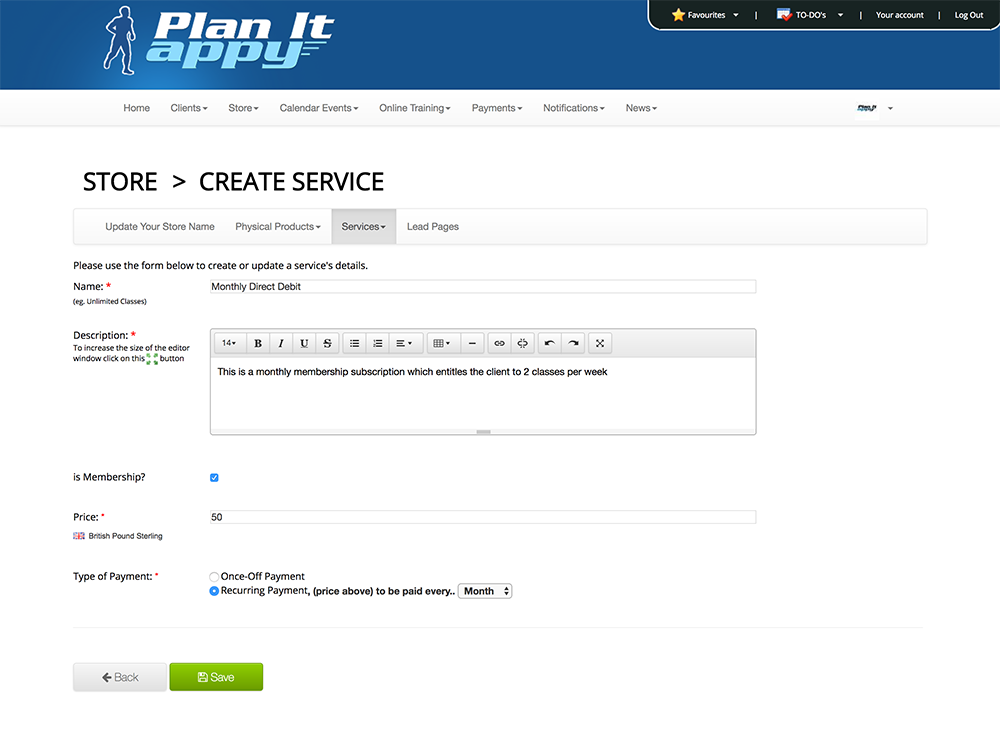 Plan It
appy
Favourites | TO-DO's | Your account | Log Out
Home Clients Store Calendar Events Online Training Payments Notifications News
Plan It
STORE > CREATE SERVICE
Update Your Store Name Physical Products Services Lead Pages
Please use the form below to create or update a service's details.
Name: * Monthly Direct Debit
(eg. Unlimited Classes)
Description: *
To increase the size of the editor
window click on this button
14 B I U S
This is a monthly membership subscription which entitles the client to 2 classes per week
is Membership?
Price: * 50
British Pound Sterling
Type of Payment: * Once-Off Payment
Recurring Payment, (price above) to be paid every.. Month
Back Save